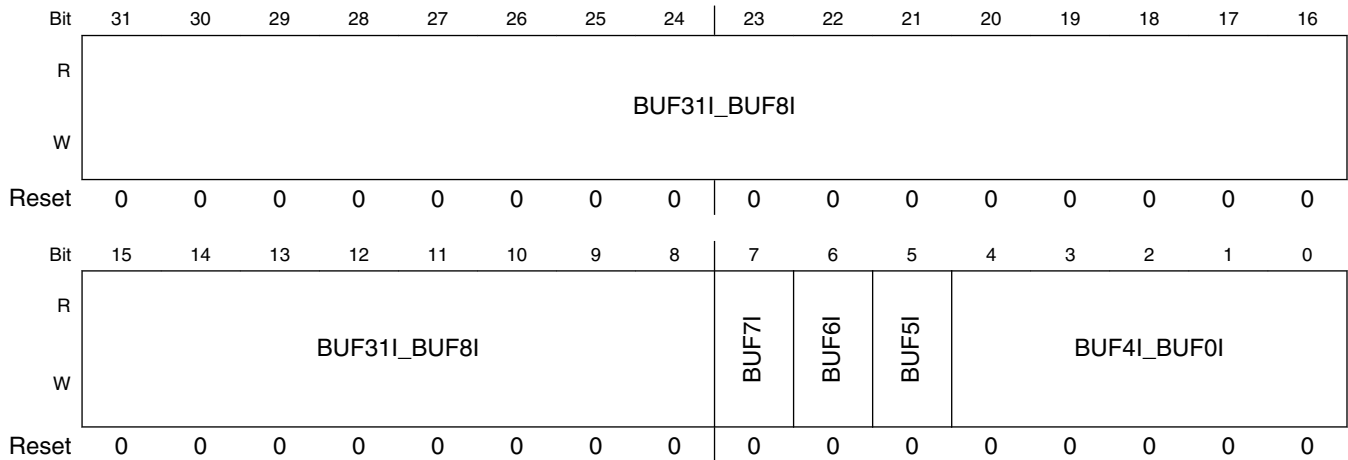 Bit 31 30 29 28 27 26 25 24 23 22 21 20 19 18 17 16
R
BUF31I_BUF8I
W
Reset 0 0 0 0 0 0 0 0 0 0 0 0 0 0 0 0
Bit 15 14 13 12 11 10 9 8 7 6 5 4 3 2 1 0
R
BUF31I_BUF8I BUF7I BUF6I BUF5I BUF4I_BUF0I
W
Reset 0 0 0 0 0 0 0 0 0 0 0 0 0 0 0 0